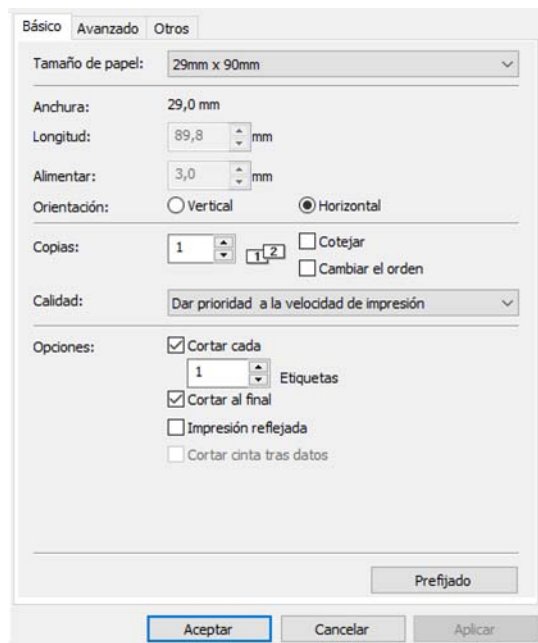 Básico Avanzado Otros
Tamaño de papel: 29mm x 90mm
Anchura: 29,0 mm
Longitud: 89,8 mm
Alimentar: 3,0 mm
Orientación: Vertical Horizontal
Copias: 1 1 2 Cotejar
Cambiar el orden
Calidad: Dar prioridad a la velocidad de impresión
Opciones: Cortar cada
1 Etiquetas
Cortar al final
Impresión reflejada
Cortar cinta tras datos
Prefijado
Aceptar Cancelar Aplicar